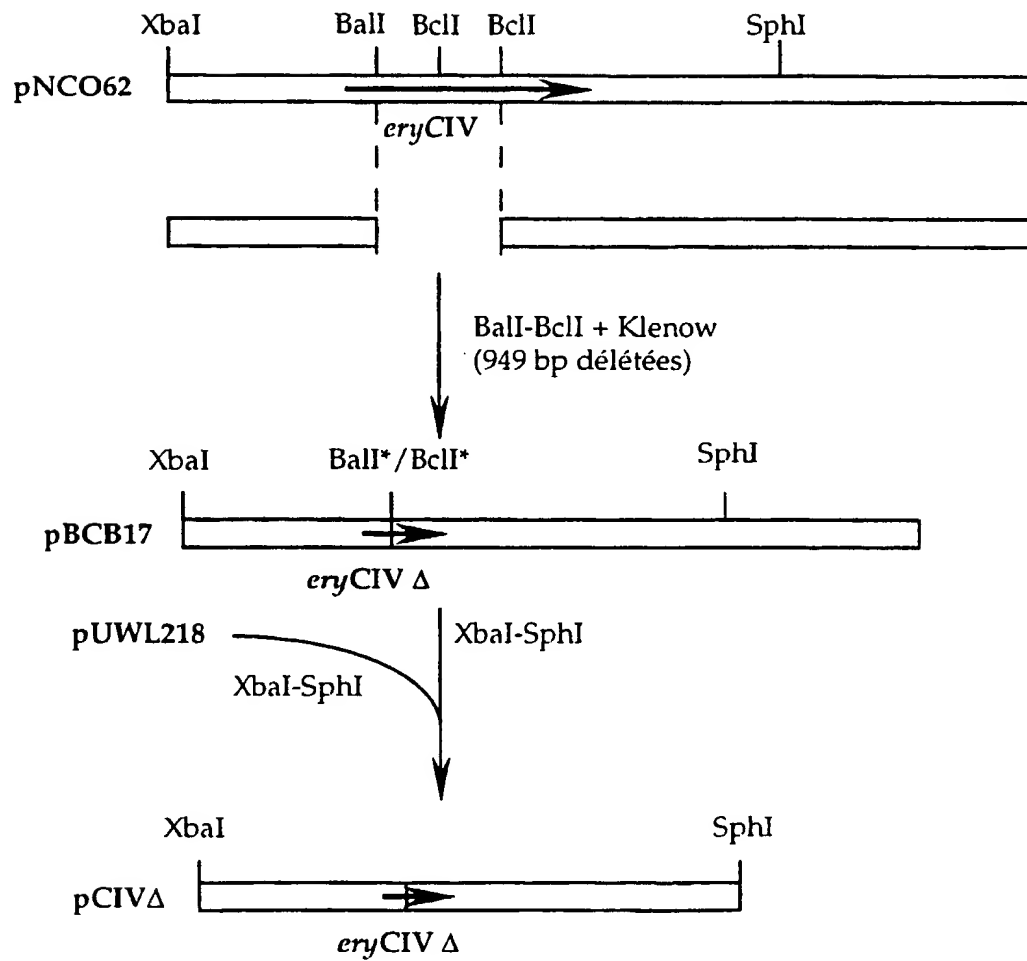 XbaI BalI BclI BclI SphI
pNCO62
eryCIV
BalI-BclI + Klenow
(949 bp délétées)
XbaI BalI*/BclI* SphI
pBCB17
eryCIV Δ
pUWL218
XbaI-SphI
XbaI-SphI
XbaI SphI
pCIVΔ
eryCIV Δ